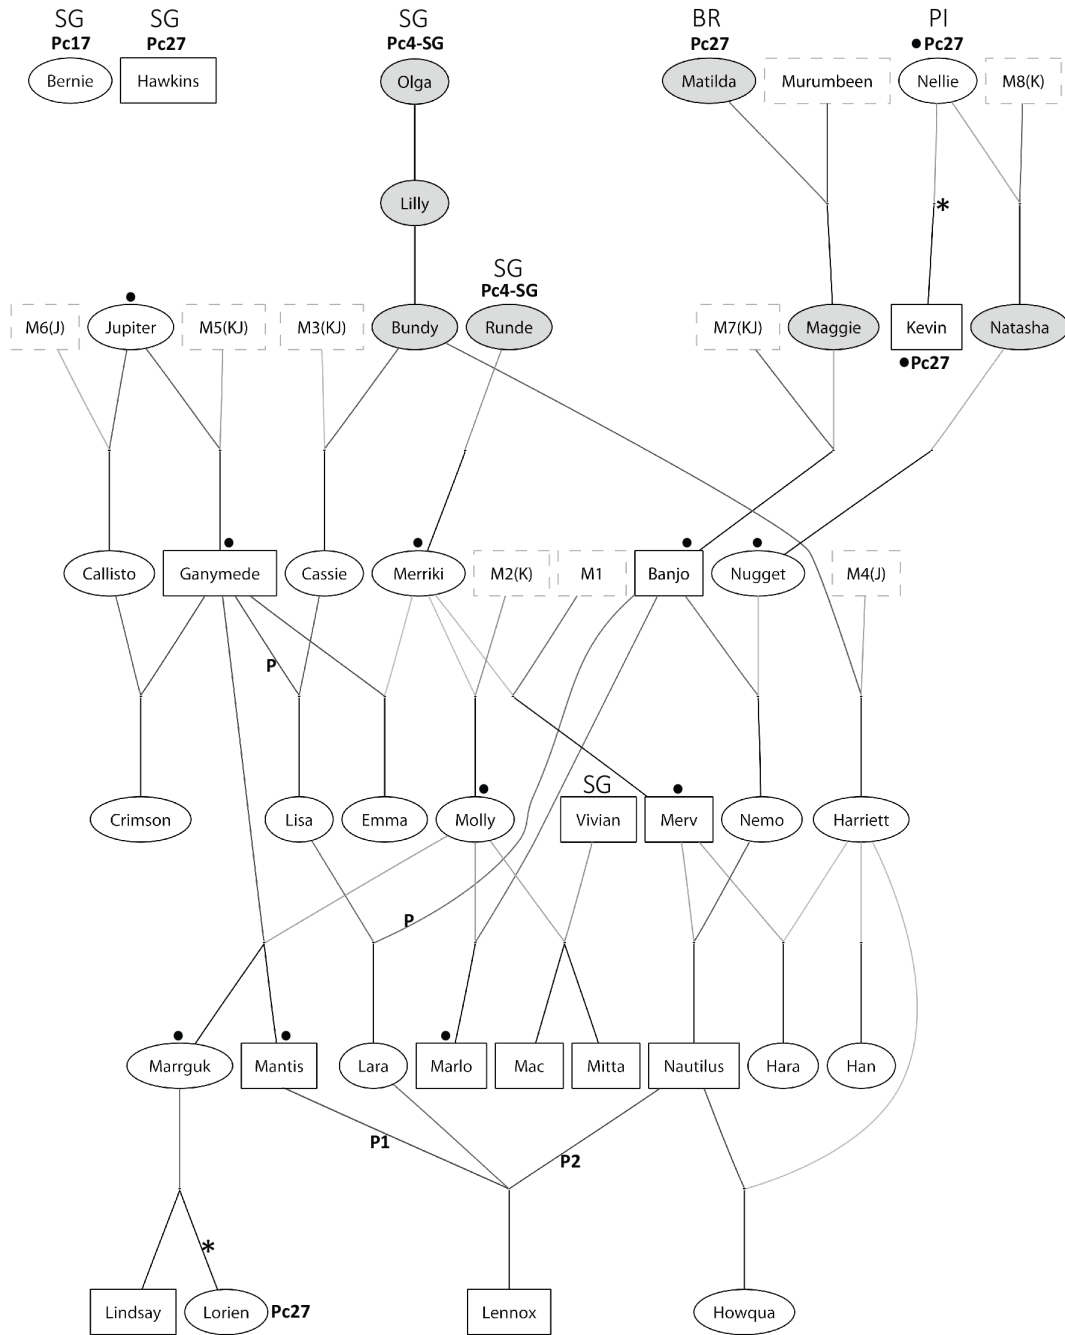 SG SG SG BR PI
Pc17 Pc27 Pc4-SG Pc27 •Pc27
Bernie Hawkins Olga Matilda Murumbeen Nellie M8(K)
Lilly *
SG
Pc4-SG
M6(J) Jupiter M5(KJ) M3(KJ) Bundy Runde M7(KJ) Maggie Kevin Natasha
•Pc27
Callisto Ganymede Cassie Merriki M2(K) M1 Banjo Nugget M4(J)
P
SG
Crimson Lisa Emma Molly Vivian Merv Nemo Harriett
P
Marrguk Mantis Lara Marlo Mac Mitta Nautilus Hara Han
P1
P2
*
Lindsay Lorien Pc27 Lennox Howqua